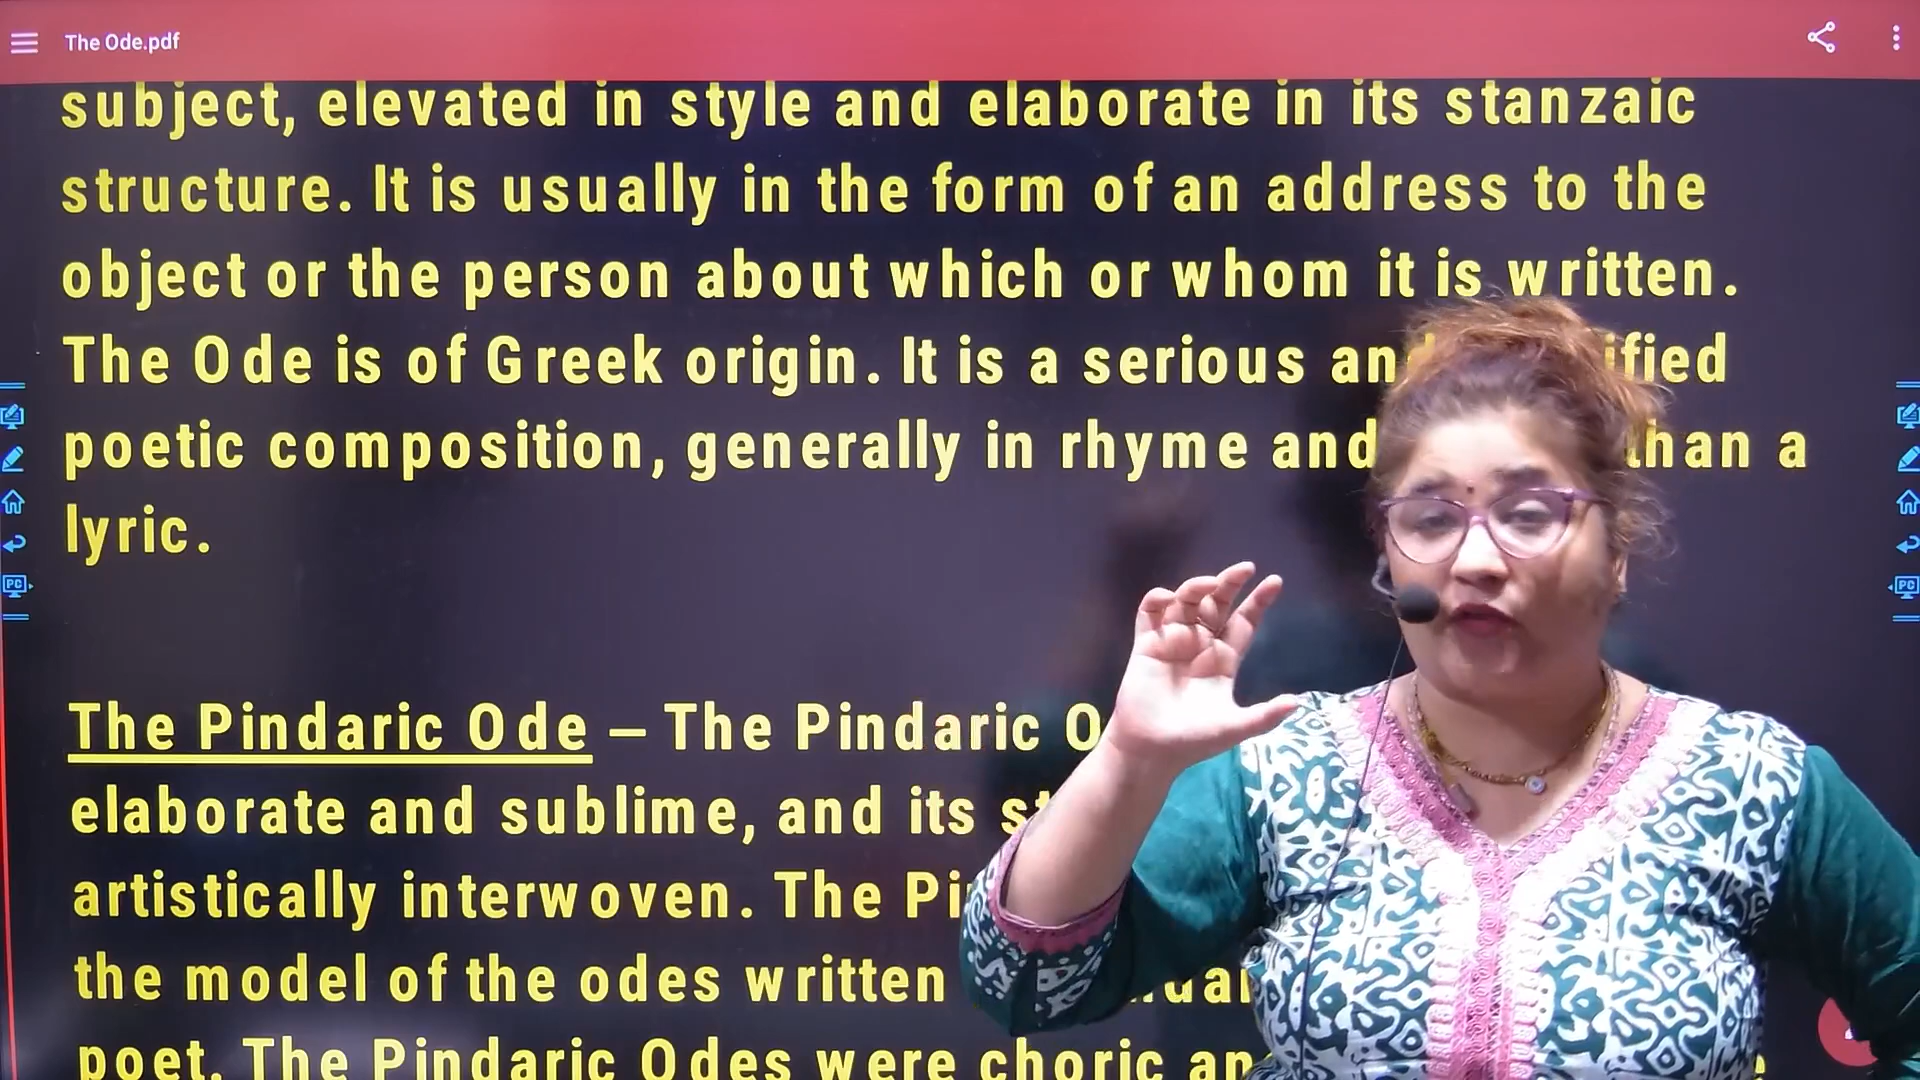 The Ode.pdf
subject, elevated in style and elaborate in its stanzaic
structure. It is usually in the form of an address to the
object or the person about which or whom it is written.
The Ode is of Greek origin. It is a serious
poetic composition, generally in rhyme and than a
lyric.
The Pindaric Ode – The Pindaric
elaborate and sublime, and its
artistically interwoven. The
the model of the odes written
poet. The Pindaric Odes were choric
PC
PC